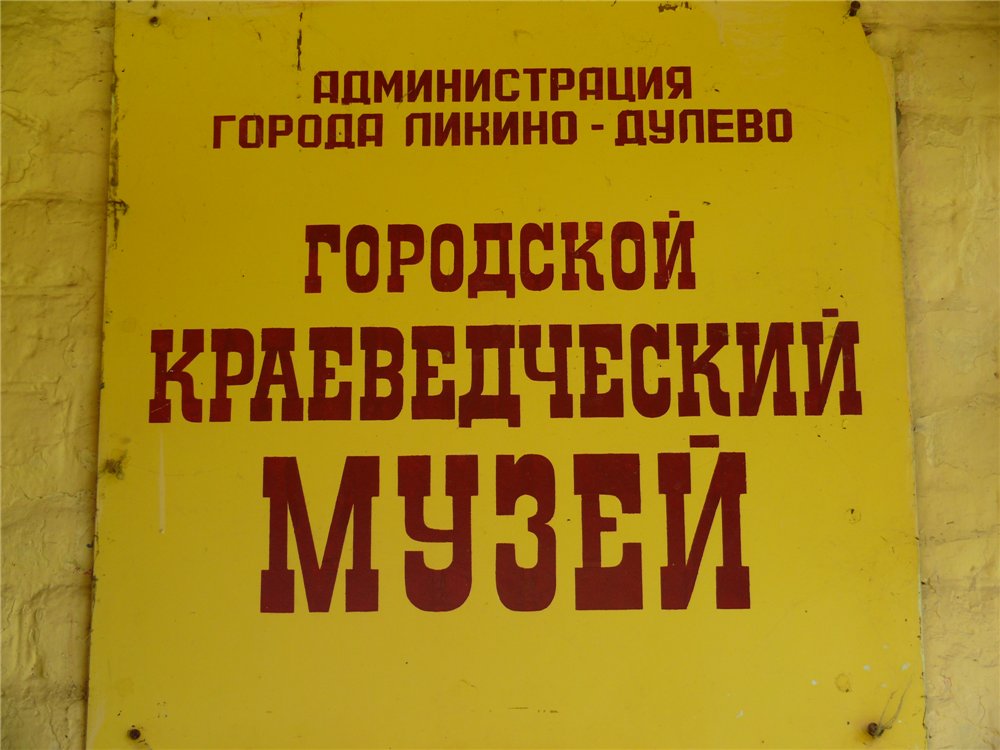 АДМИНИСТРАЦИЯ
ГОРОДА ЛИКИНО - ДУЛЕВО
ГОРОДСКОЙ
КРАЕВЕДЧЕСКИЙ
МУЗЕЙ